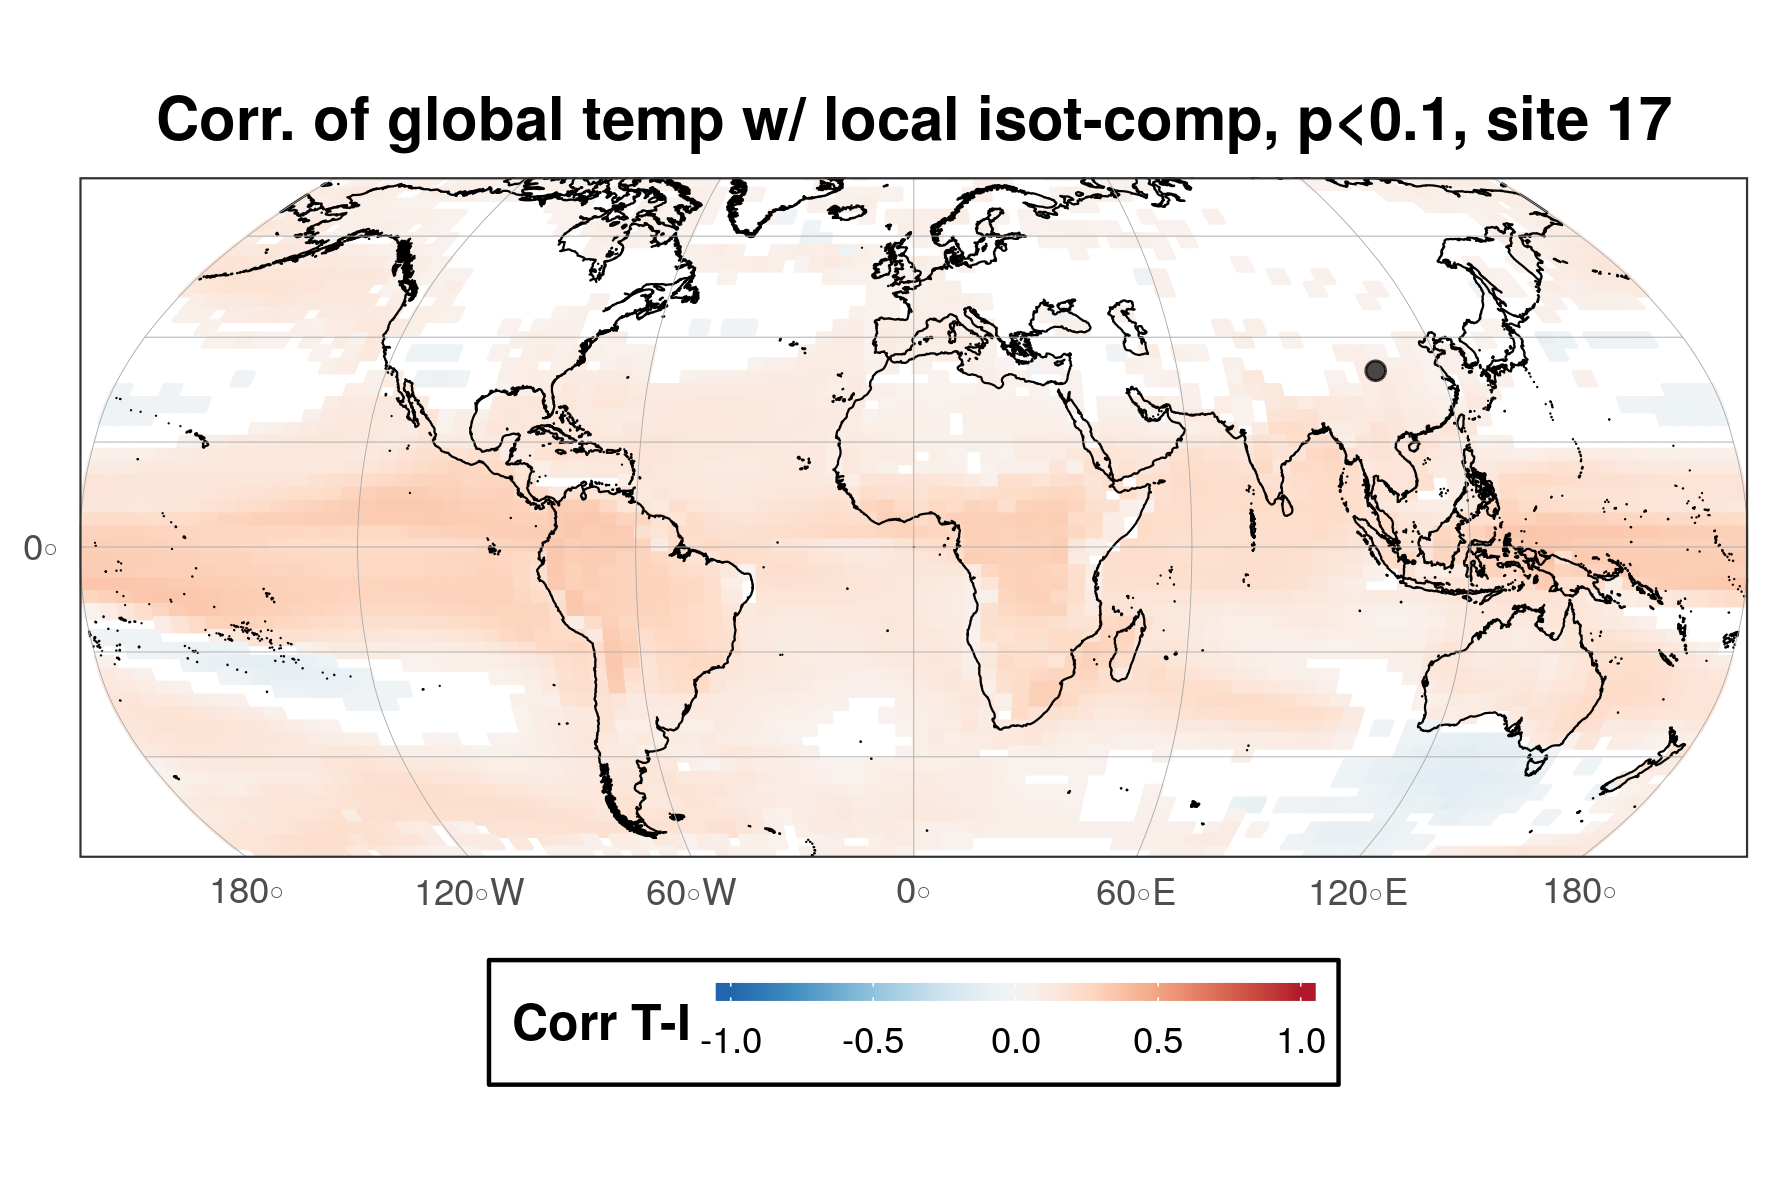 Corr. of global temp w/ local isot-comp, p<0.1, site 17
0°
180° 120°W 60°W 0° 60°E 120°E 180°
Corr T-I
-1.0 -0.5 0.0 0.5 1.0